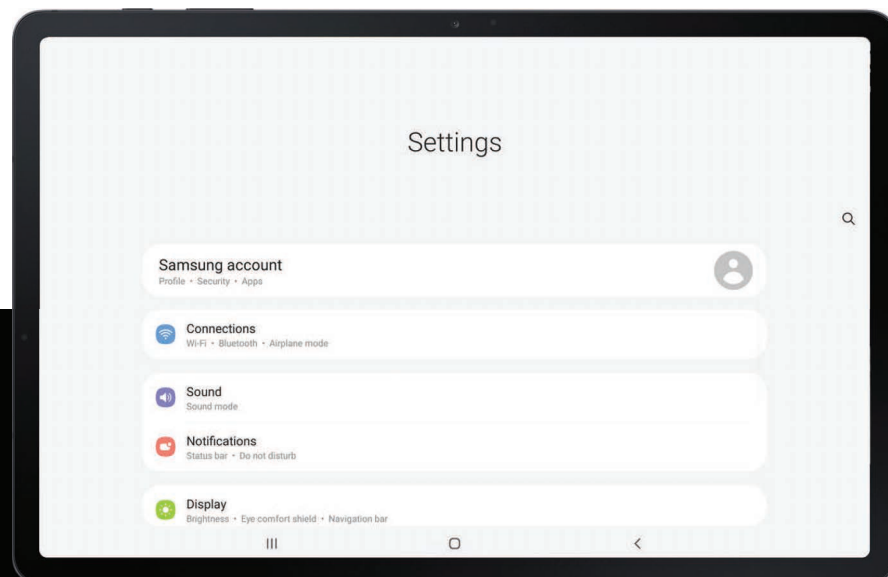 Settings
Samsung account
Profile • Security • Apps
Connections
Wi-Fi • Bluetooth • Airplane mode
Sound
Sound mode
Notifications
Status bar • Do not disturb
Display
Brightness • Eye comfort shield • Navigation bar